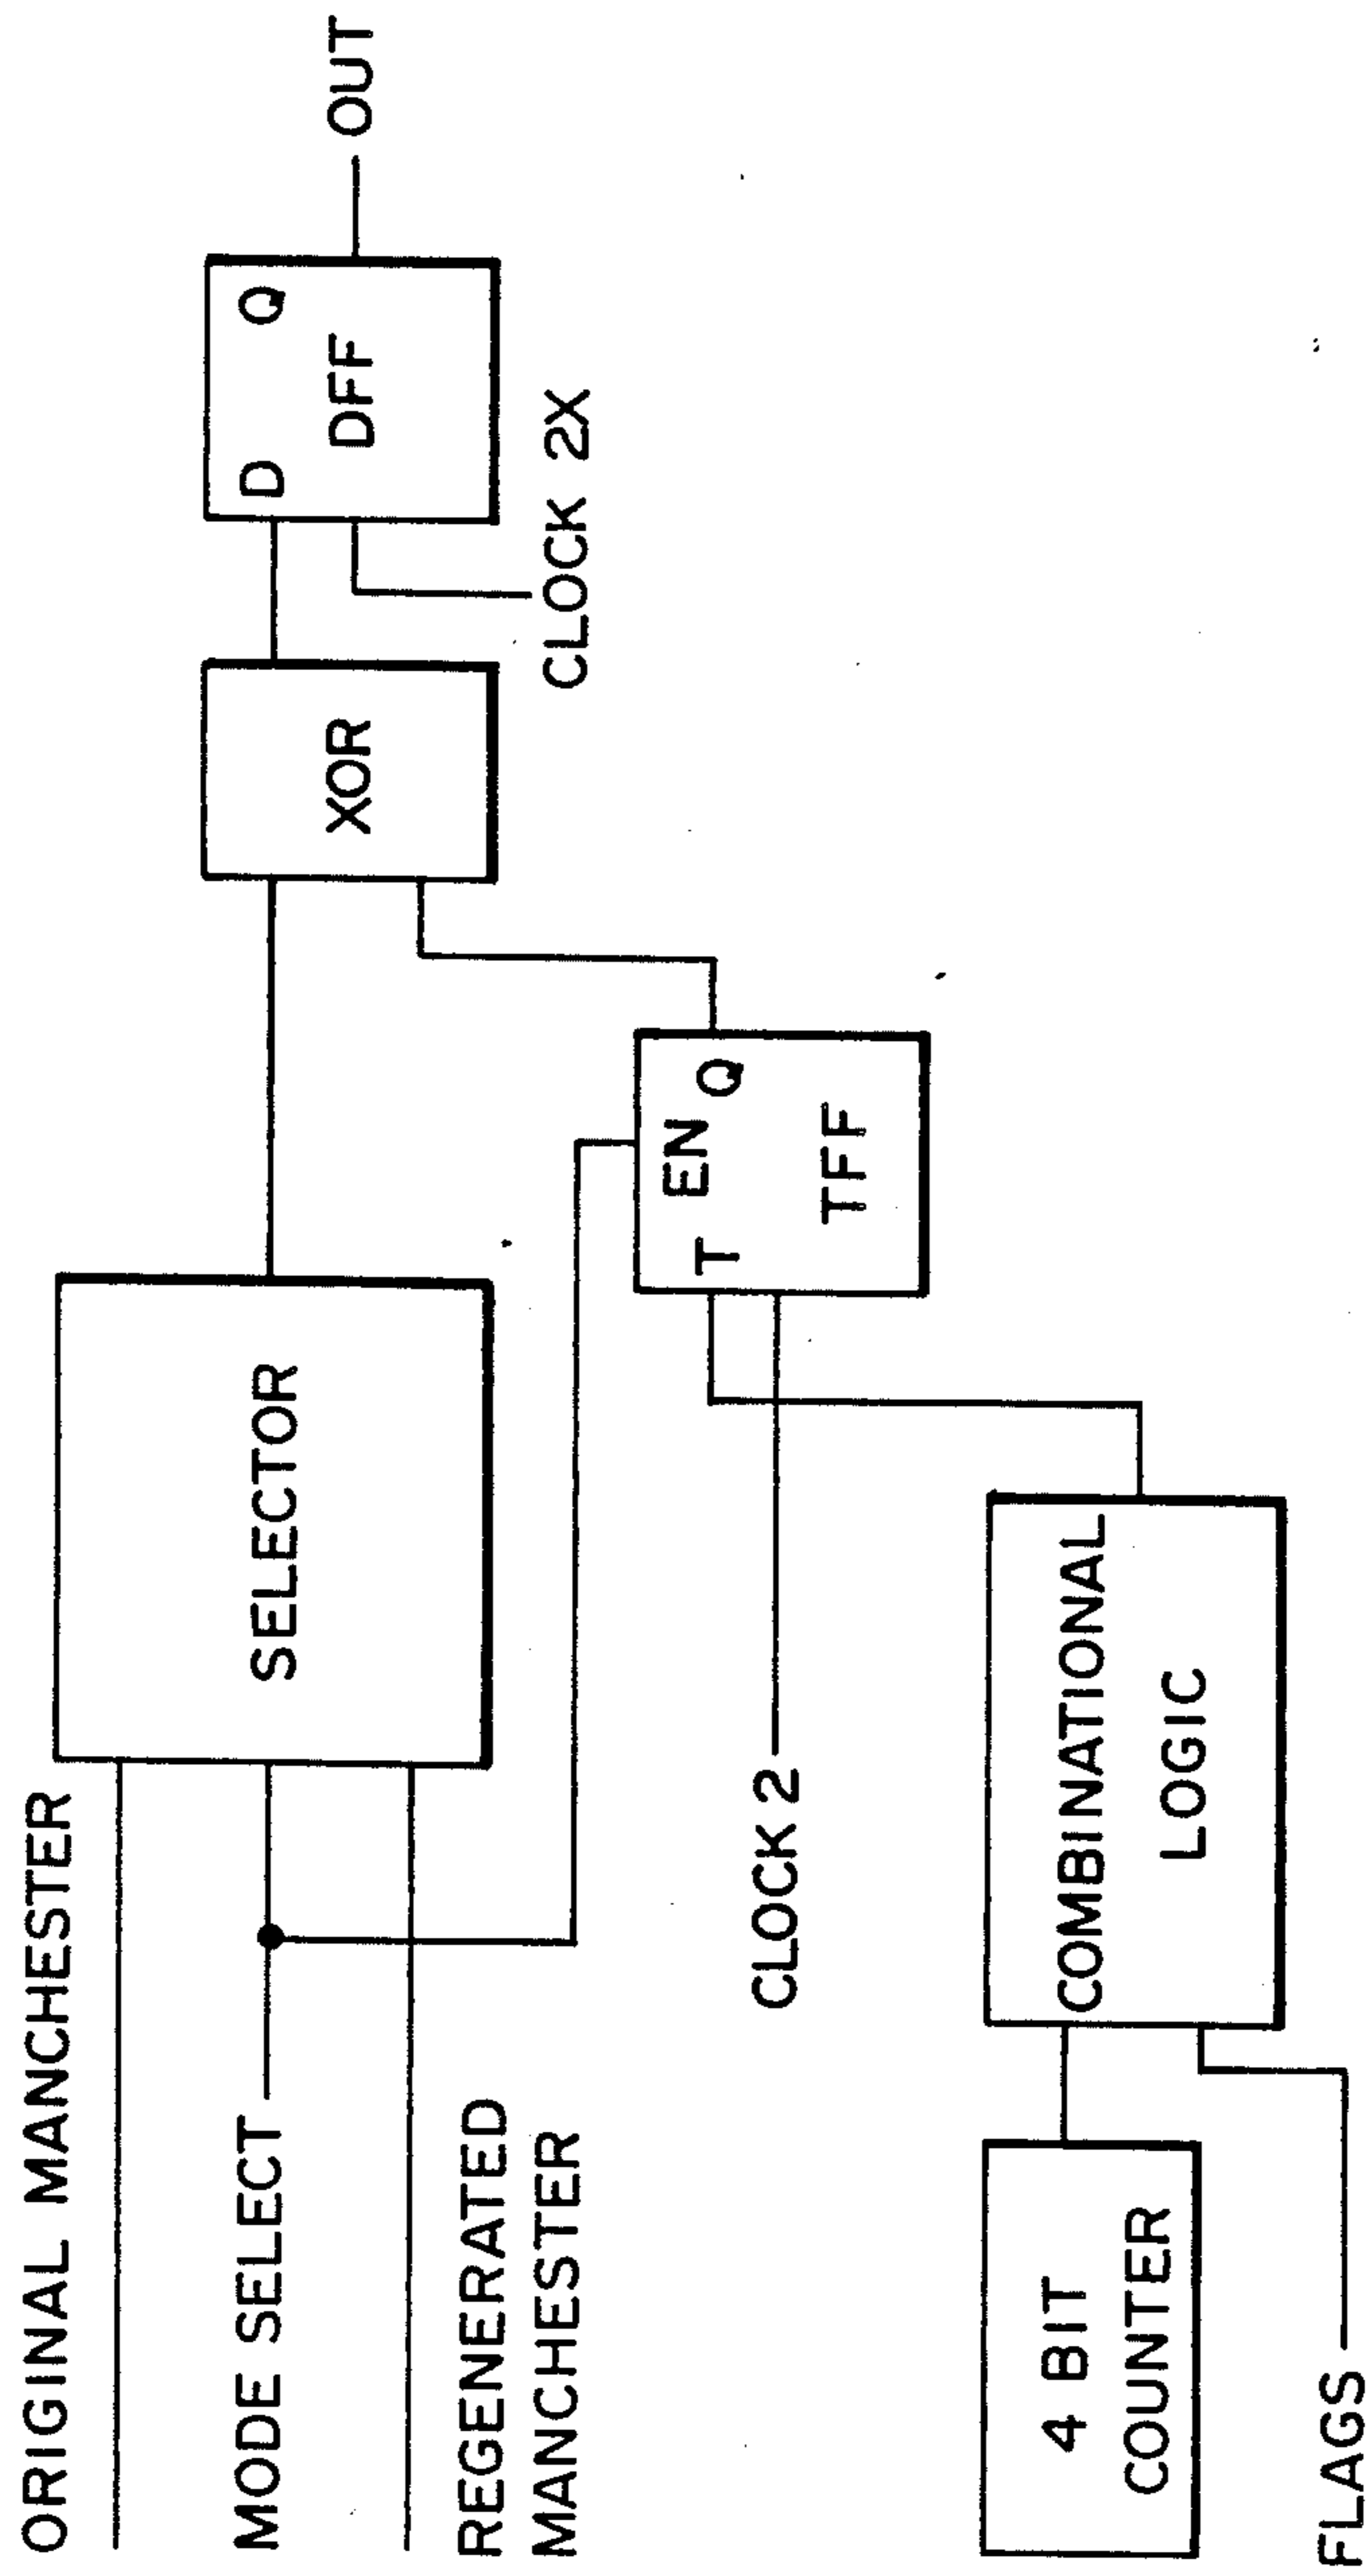 ORIGINAL MANCHESTER
MODE SELECT
REGENERATED
MANCHESTER
SELECTOR
XOR
D Q
DFF
OUT
CLOCK 2X
T EN Q
TFF
CLOCK 2
COMBINATIONAL
LOGIC
4 BIT
COUNTER
FLAGS